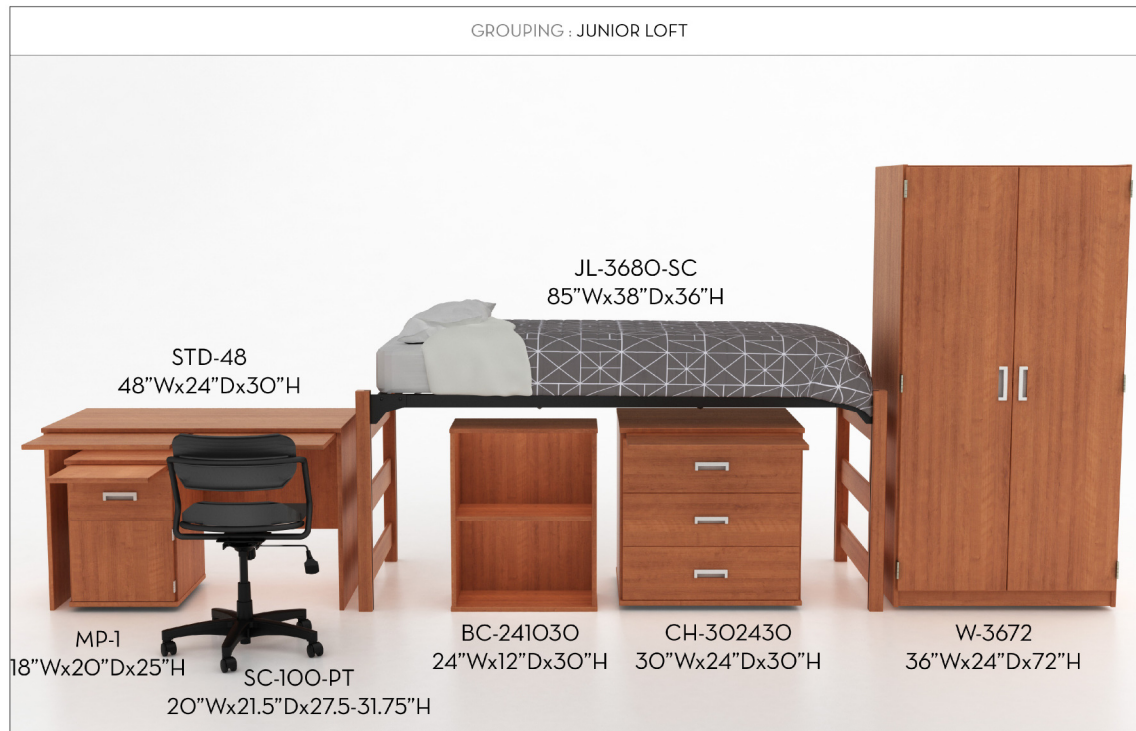 GROUPING : JUNIOR LOFT
JL-3680-SC
85”Wx38”Dx36”H
STD-48
48”Wx24”Dx30”H
MP-1
18”Wx20”Dx25”H
SC-100-PT
20”Wx21.5”Dx27.5-31.75”H
BC-241030
24”Wx12”Dx30”H
CH-302430
30”Wx24”Dx30”H
W-3672
36”Wx24”Dx72”H